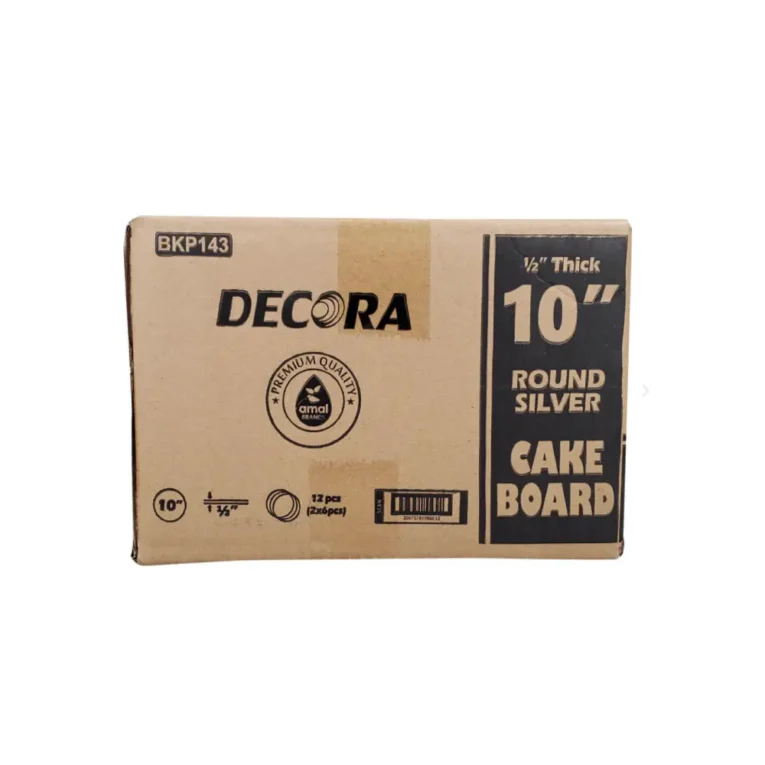 BKP143
DECORA
PREMIUM QUALITY
amal
10"
½"
12 pcs
(2x6pcs)
½" Thick
10"
ROUND
SILVER
CAKE
BOARD